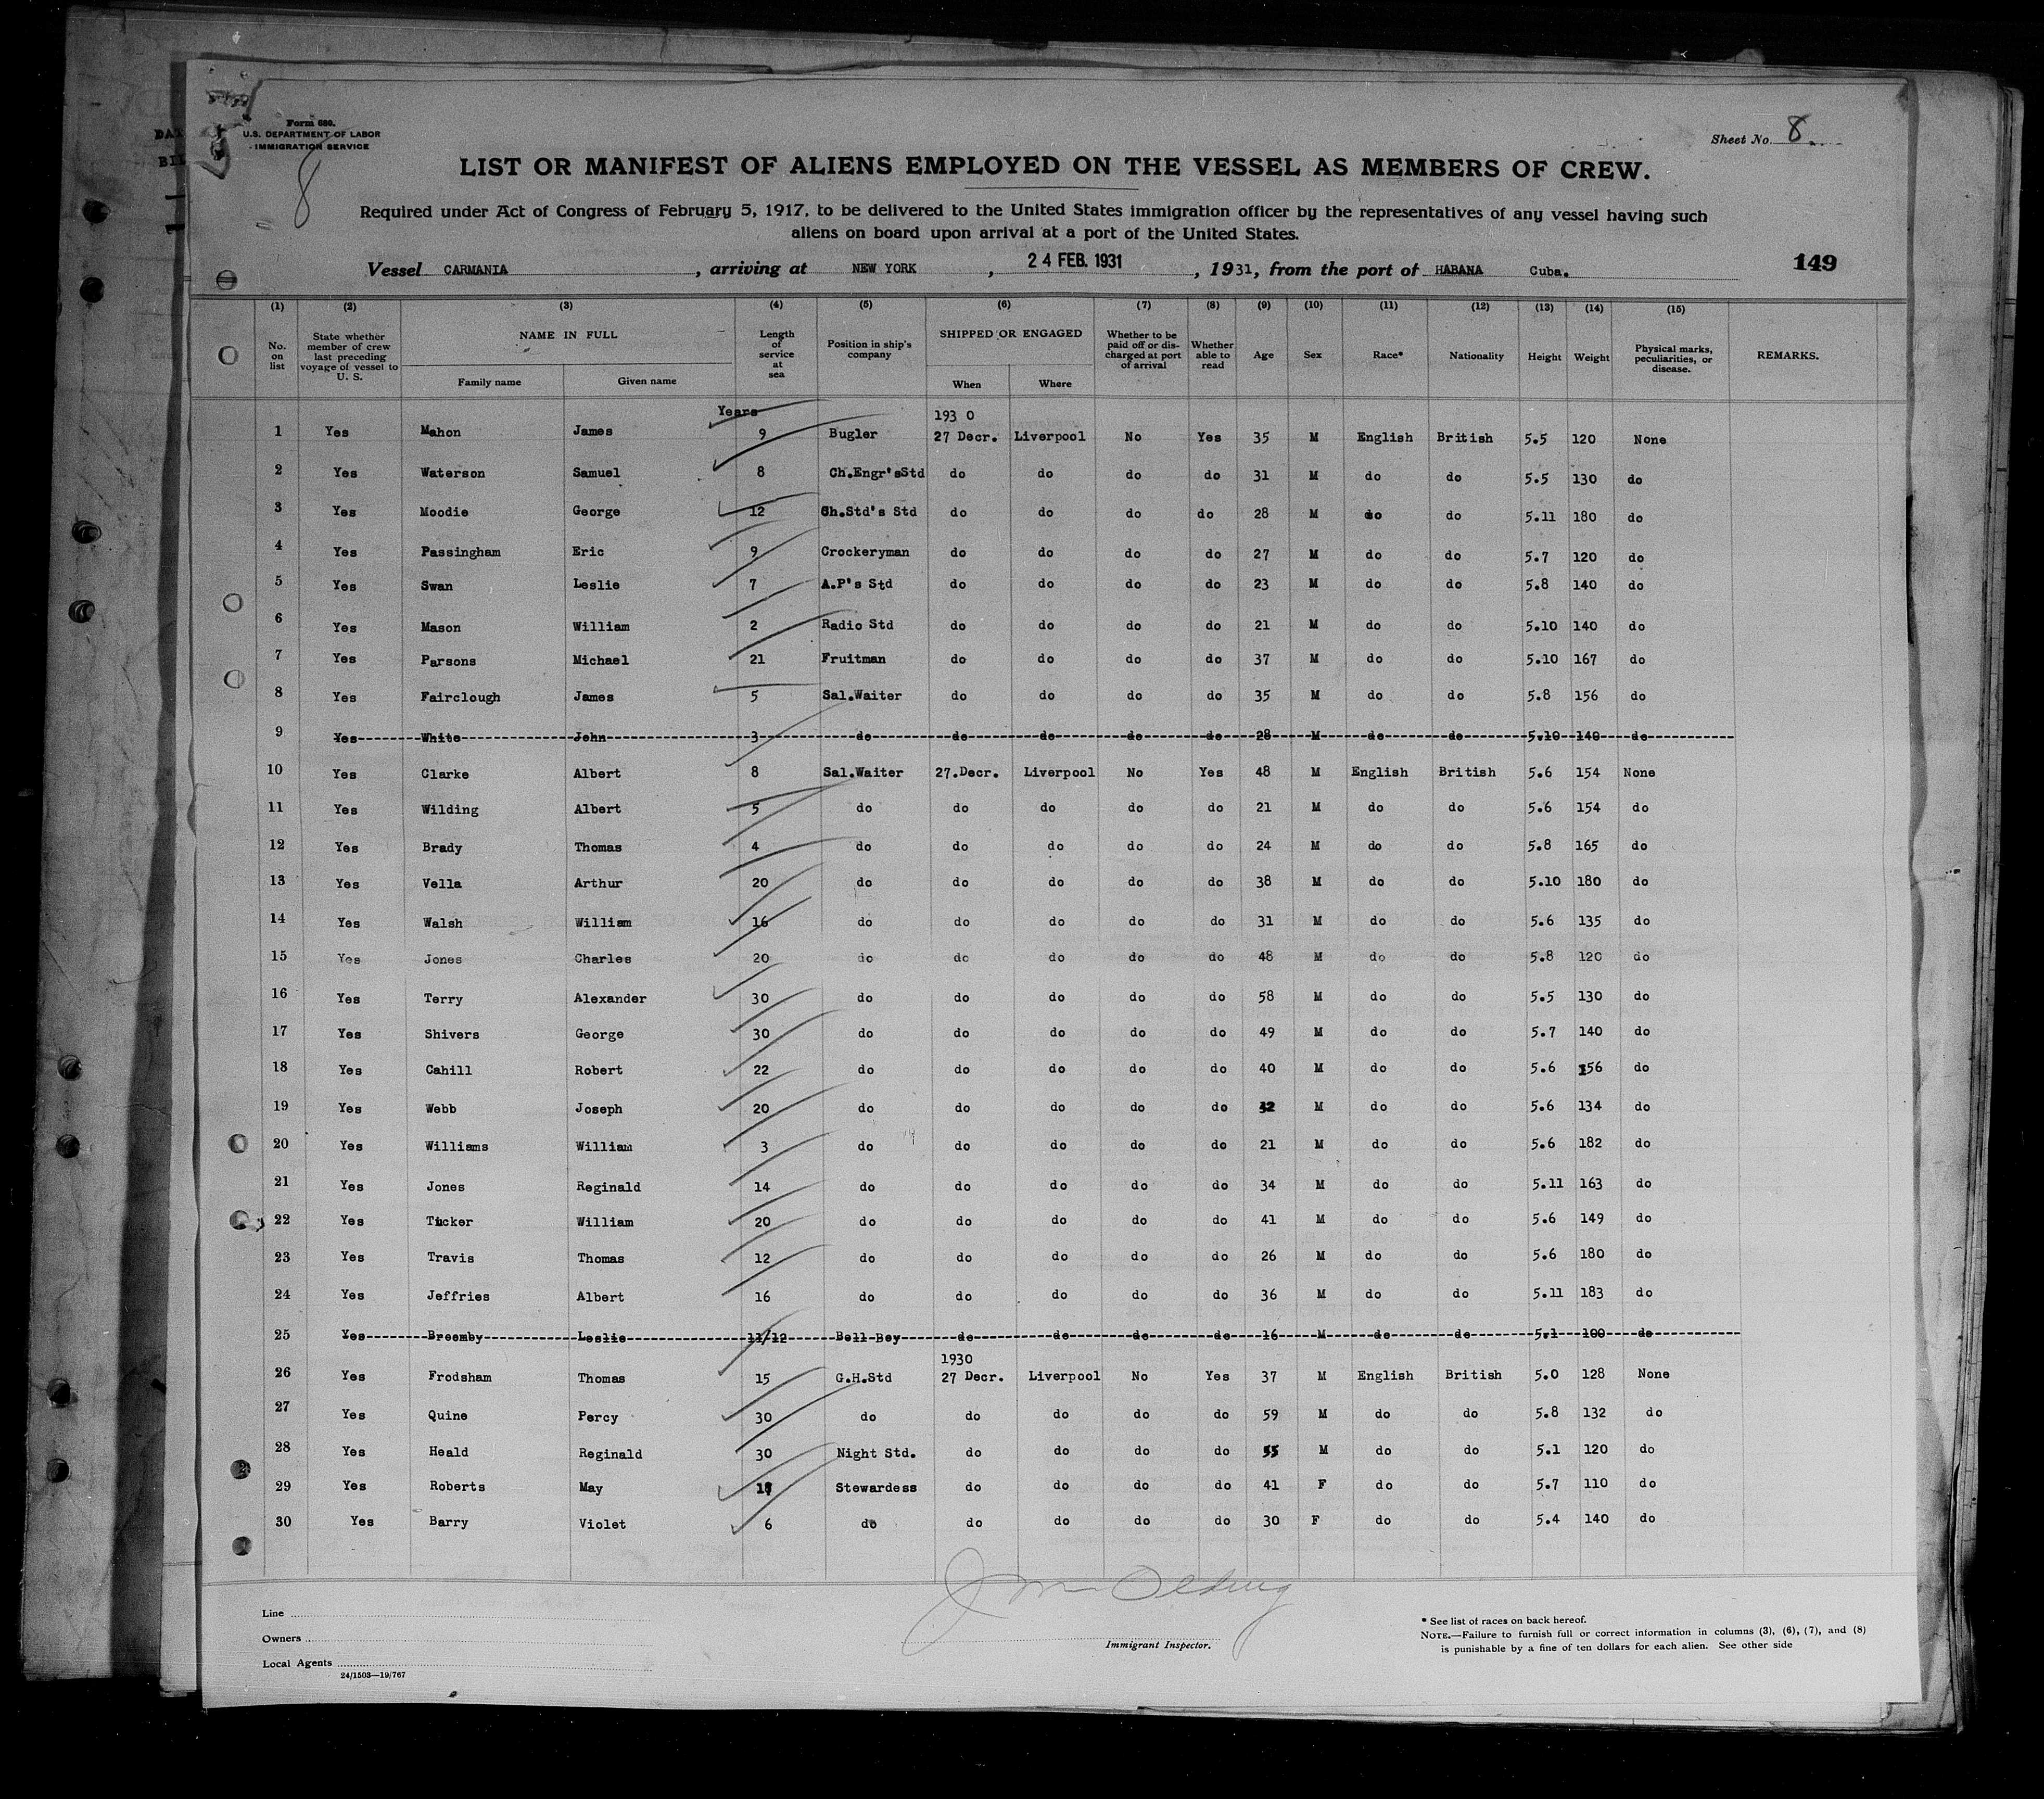 Form 680.
U.S. DEPARTMENT OF LABOR
IMMIGRATION SERVICE
8
Sheet No. 8
LIST OR MANIFEST OF ALIENS EMPLOYED ON THE VESSEL AS MEMBERS OF CREW.
Required under Act of Congress of February 5, 1917, to be delivered to the United States immigration officer by the representatives of any vessel having such
aliens on board upon arrival at a port of the United States.
Vessel CARMANIA, arriving at NEW YORK, 24 FEB. 1931, 1931, from the port of HABANA Cuba.
149
(1) (2) (3) (4) (5) (6) (7) (8) (9) (10) (11) (12) (13) (14) (15)
No. on list State whether member of crew last preceding voyage of vessel to U. S. NAME IN FULL Family name Given name Length of service at sea Position in ship's company SHIPPED OR ENGAGED When Where Whether to be paid off or discharged at port of arrival Whether able to read Age Sex Race* Nationality Height Weight Physical marks, peculiarities, or disease. REMARKS.
Years 193 0
1 Yes Mahon James 9 Bugler 27 Decr. Liverpool No Yes 35 M English British 5.5 120 None
2 Yes Waterson Samuel 8 Ch.Engr'sStd do do do do 31 M do do 5.5 130 do
3 Yes Moodie George 12 Ch.Std's Std do do do do 28 M do do 5.11 180 do
4 Yes Passingham Eric 9 Crockeryman do do do do 27 M do do 5.7 120 do
5 Yes Swan Leslie 7 A.P's Std do do do do 23 M do do 5.8 140 do
6 Yes Mason William 2 Radio Std do do do do 21 M do do 5.10 140 do
7 Yes Parsons Michael 21 Fruitman do do do do 37 M do do 5.10 167 do
8 Yes Fairclough James 5 Sal.Waiter do do do do 35 M do do 5.8 156 do
9 Yes White John 3 do do do do do 28 M do do 5.10 140 do
10 Yes Clarke Albert 8 Sal.Waiter 27.Decr. Liverpool No Yes 48 M English British 5.6 154 None
11 Yes Wilding Albert 5 do do do do do 21 M do do 5.6 154 do
12 Yes Brady Thomas 4 do do do do do 24 M do do 5.8 165 do
13 Yes Vella Arthur 20 do do do do do 38 M do do 5.10 180 do
14 Yes Walsh William 16 do do do do do 31 M do do 5.6 135 do
15 Yes Jones Charles 20 do do do do do 48 M do do 5.8 120 do
16 Yes Terry Alexander 30 do do do do do 58 M do do 5.5 130 do
17 Yes Shivers George 30 do do do do do 49 M do do 5.7 140 do
18 Yes Cahill Robert 22 do do do do do 40 M do do 5.6 156 do
19 Yes Webb Joseph 20 do do do do do M do do 5.6 134 do
20 Yes Williams William 3 do do do do do 21 M do do 5.6 182 do
21 Yes Jones Reginald 14 do do do do do 34 M do do 5.11 163 do
22 Yes Tucker William 20 do do do do do 41 M do do 5.6 149 do
23 Yes Travis Thomas 12 do do do do do 26 M do do 5.6 180 do
24 Yes Jeffries Albert 16 do do do do do 36 M do do 5.11 183 do
25 Yes Breemby Leslie 11/12 Bell Boy do do do do 16 M do do 5.1 100 do
1930
26 Yes Frodsham Thomas 15 G.H.Std 27 Decr. Liverpool No Yes 37 M English British 5.0 128 None
27 Yes Quine Percy 30 do do do do do 59 M do do 5.8 132 do
28 Yes Heald Reginald 30 Night Std. do do do do 55 M do do 5.1 120 do
29 Yes Roberts May Stewardess do do do do 41 F do do 5.7 110 do
30 Yes Barry Violet 6 do do do do do 30 F do do 5.4 140 do
Line
Owners
Local Agents
24/1503—19/767
Immigrant Inspector.
* See list of races on back hereof.
NOTE.—Failure to furnish full or correct information in columns (3), (6), (7), and (8)
is punishable by a fine of ten dollars for each alien. See other side